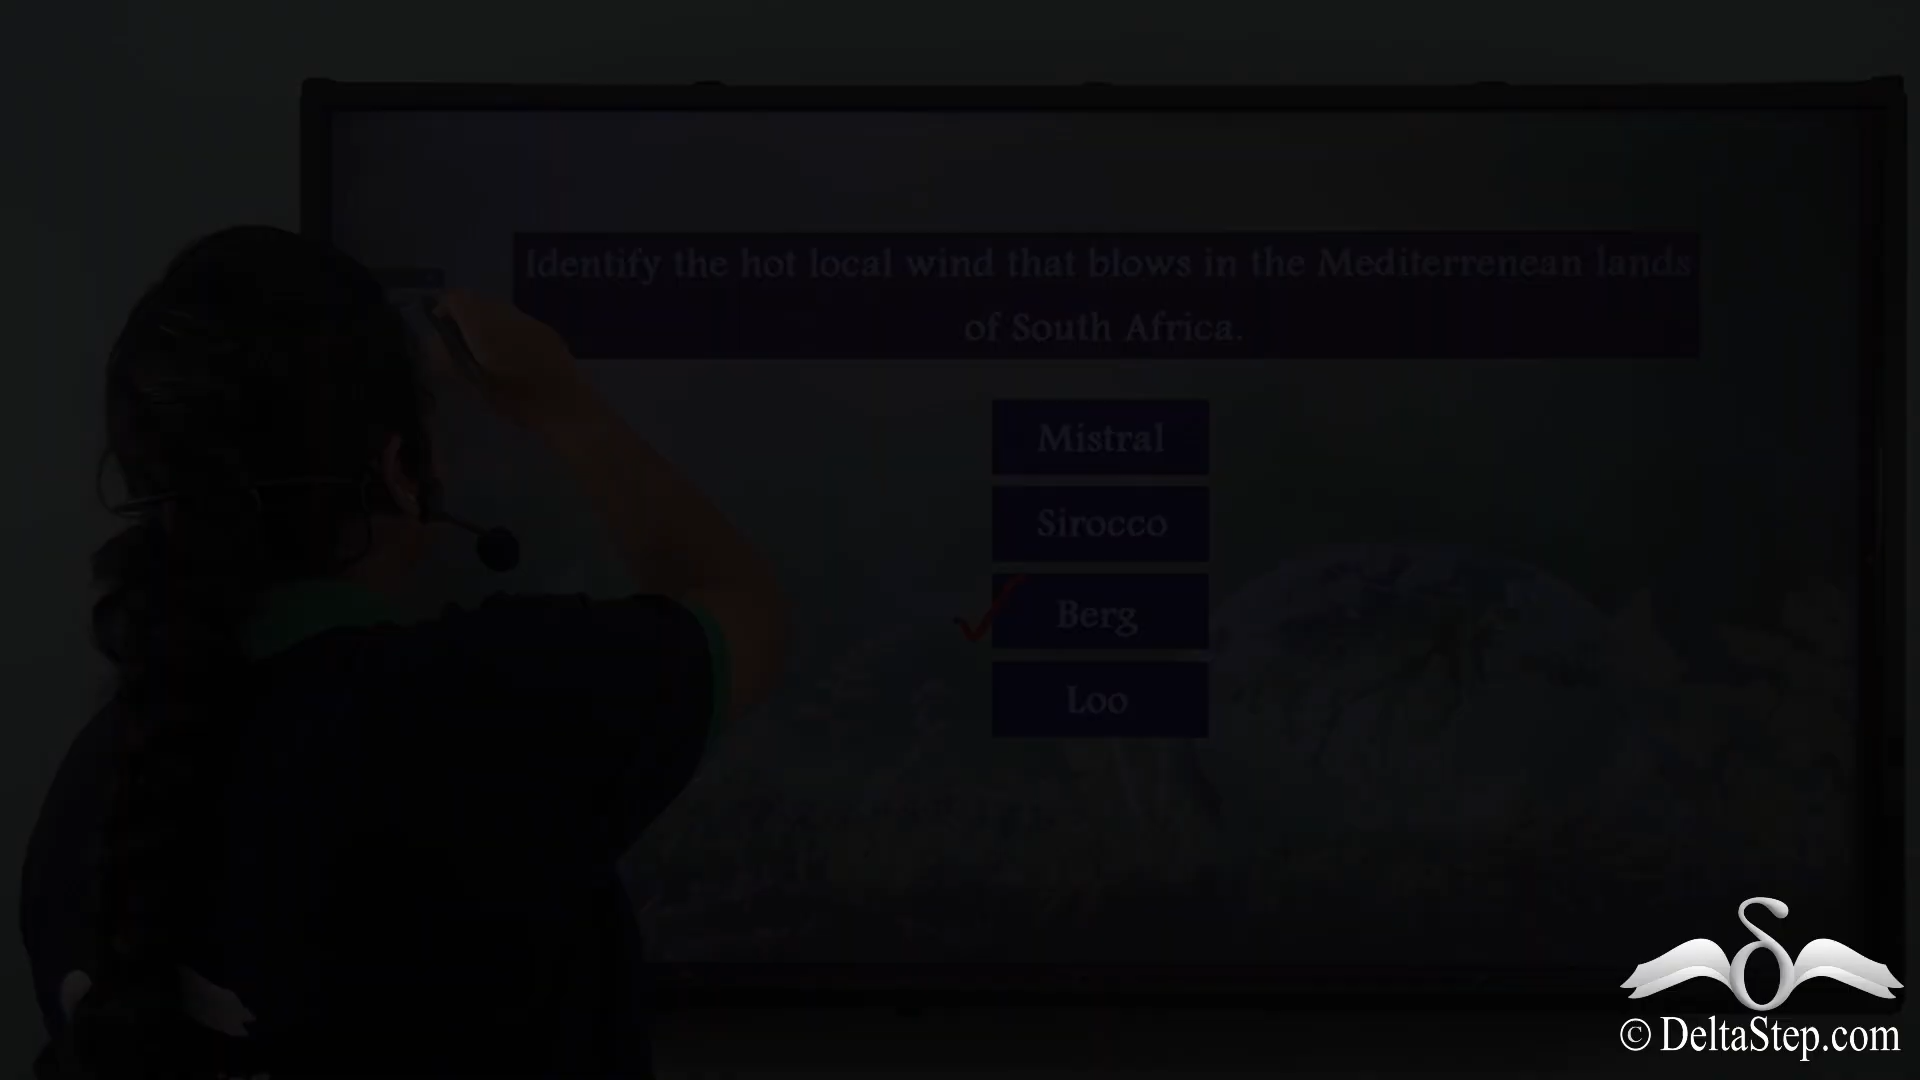 Identify the hot local wind that blows in the Mediterrenean lands
of South Africa.
Mistral
Sirocco
Berg
Loo
© DeltaStep.com